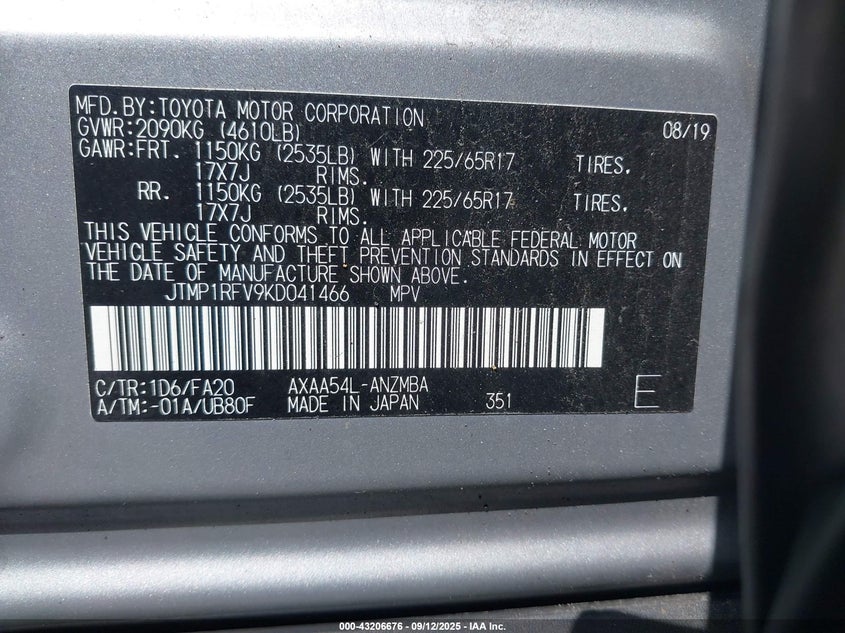 MFD.BY:TOYOTA MOTOR CORPORATION 08/19
GVWR:2090KG (4610LB)
GAWR:FRT. 1150KG (2535LB) WITH 225/65R17 TIRES.
17X7J RIMS.
RR. 1150KG (2535LB) WITH 225/65R17 TIRES.
17X7J RIMS.
THIS VEHICLE CONFORMS TO ALL APPLICABLE FEDERAL MOTOR
VEHICLE SAFETY AND THEFT PREVENTION STANDARDS IN EFFECT ON
THE DATE OF MANUFACTURE SHOWN ABOVE.
JTMP1RFV9KD041466 MPV
C/TR:1D6/FA20 AXAA54L-ANZMBA
A/TM:-01A/UB80F MADE IN JAPAN 351 E
000-43206676 - 09/12/2025 - IAA Inc.